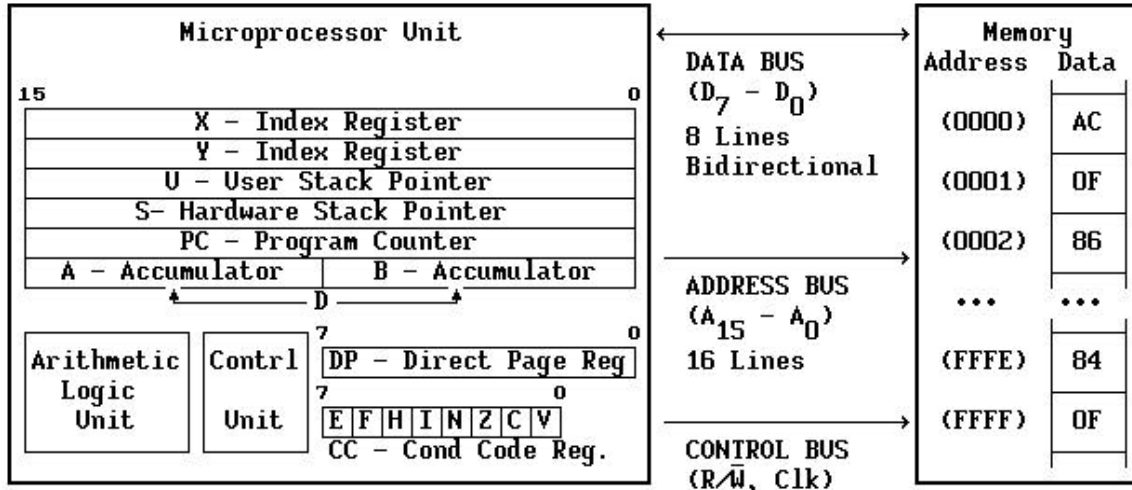 Microprocessor Unit
15 0
X - Index Register
Y - Index Register
U - User Stack Pointer
S- Hardware Stack Pointer
PC - Program Counter
A - Accumulator B - Accumulator
D
Arithmetic
Logic
Unit
Contrl
Unit
7 0
DP - Direct Page Reg
7 0
E F H I N Z C V
CC - Cond Code Reg.
DATA BUS
(D7 - D0)
8 Lines
Bidirectional
ADDRESS BUS
(A15 - A0)
16 Lines
CONTROL BUS
(R/W̅, Clk)
Memory
Address Data
(0000) AC
(0001) 0F
(0002) 86
••• •••
(FFFE) 84
(FFFF) 0F